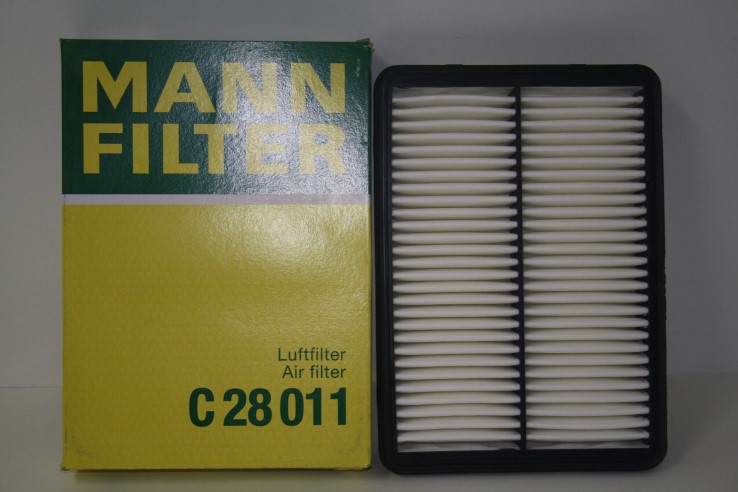 MANN
FILTER
Luftfilter
Air filter
C 28 011